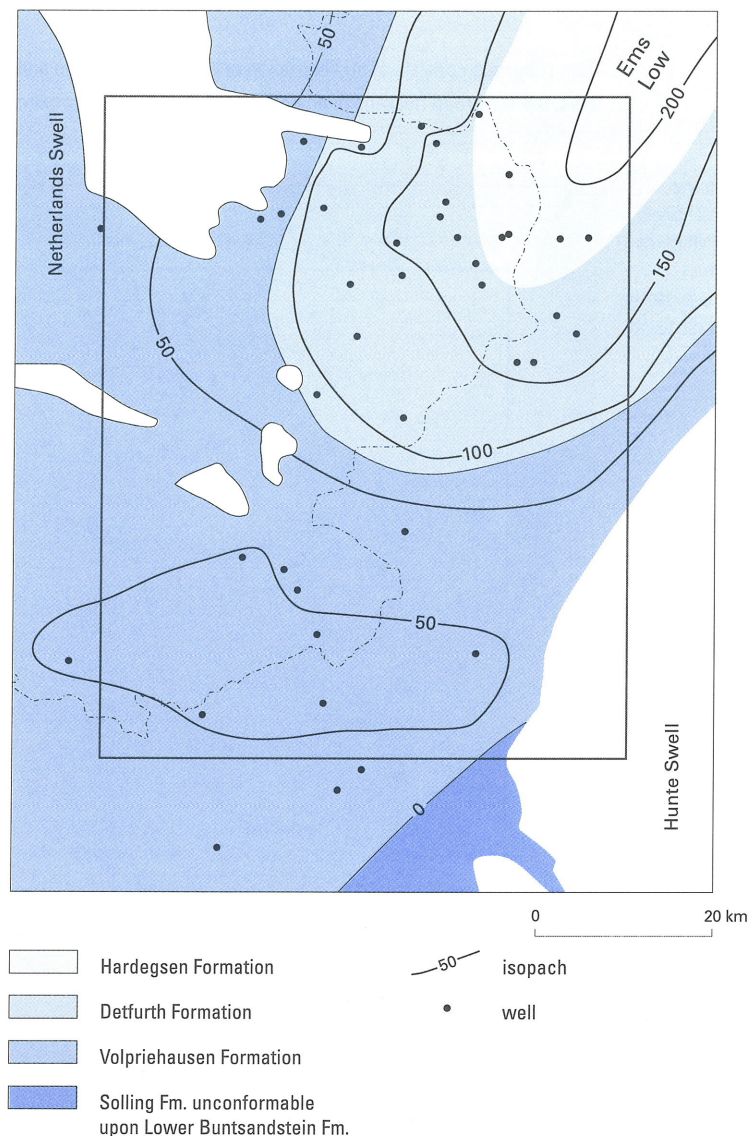 50
Ems
Low
200
Netherlands Swell
150
50
100
50
0
Hunte Swell
0
20 km
Hardegsen Formation
50
isopach
Detfurth Formation
well
Volpriehausen Formation
Solling Fm. unconformable
upon Lower Buntsandstein Fm.